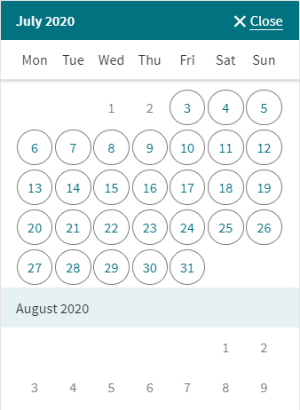 July 2020 ✕ Close
Mon Tue Wed Thu Fri Sat Sun
1 2 3 4 5
6 7 8 9 10 11 12
13 14 15 16 17 18 19
20 21 22 23 24 25 26
27 28 29 30 31
August 2020
1 2
3 4 5 6 7 8 9